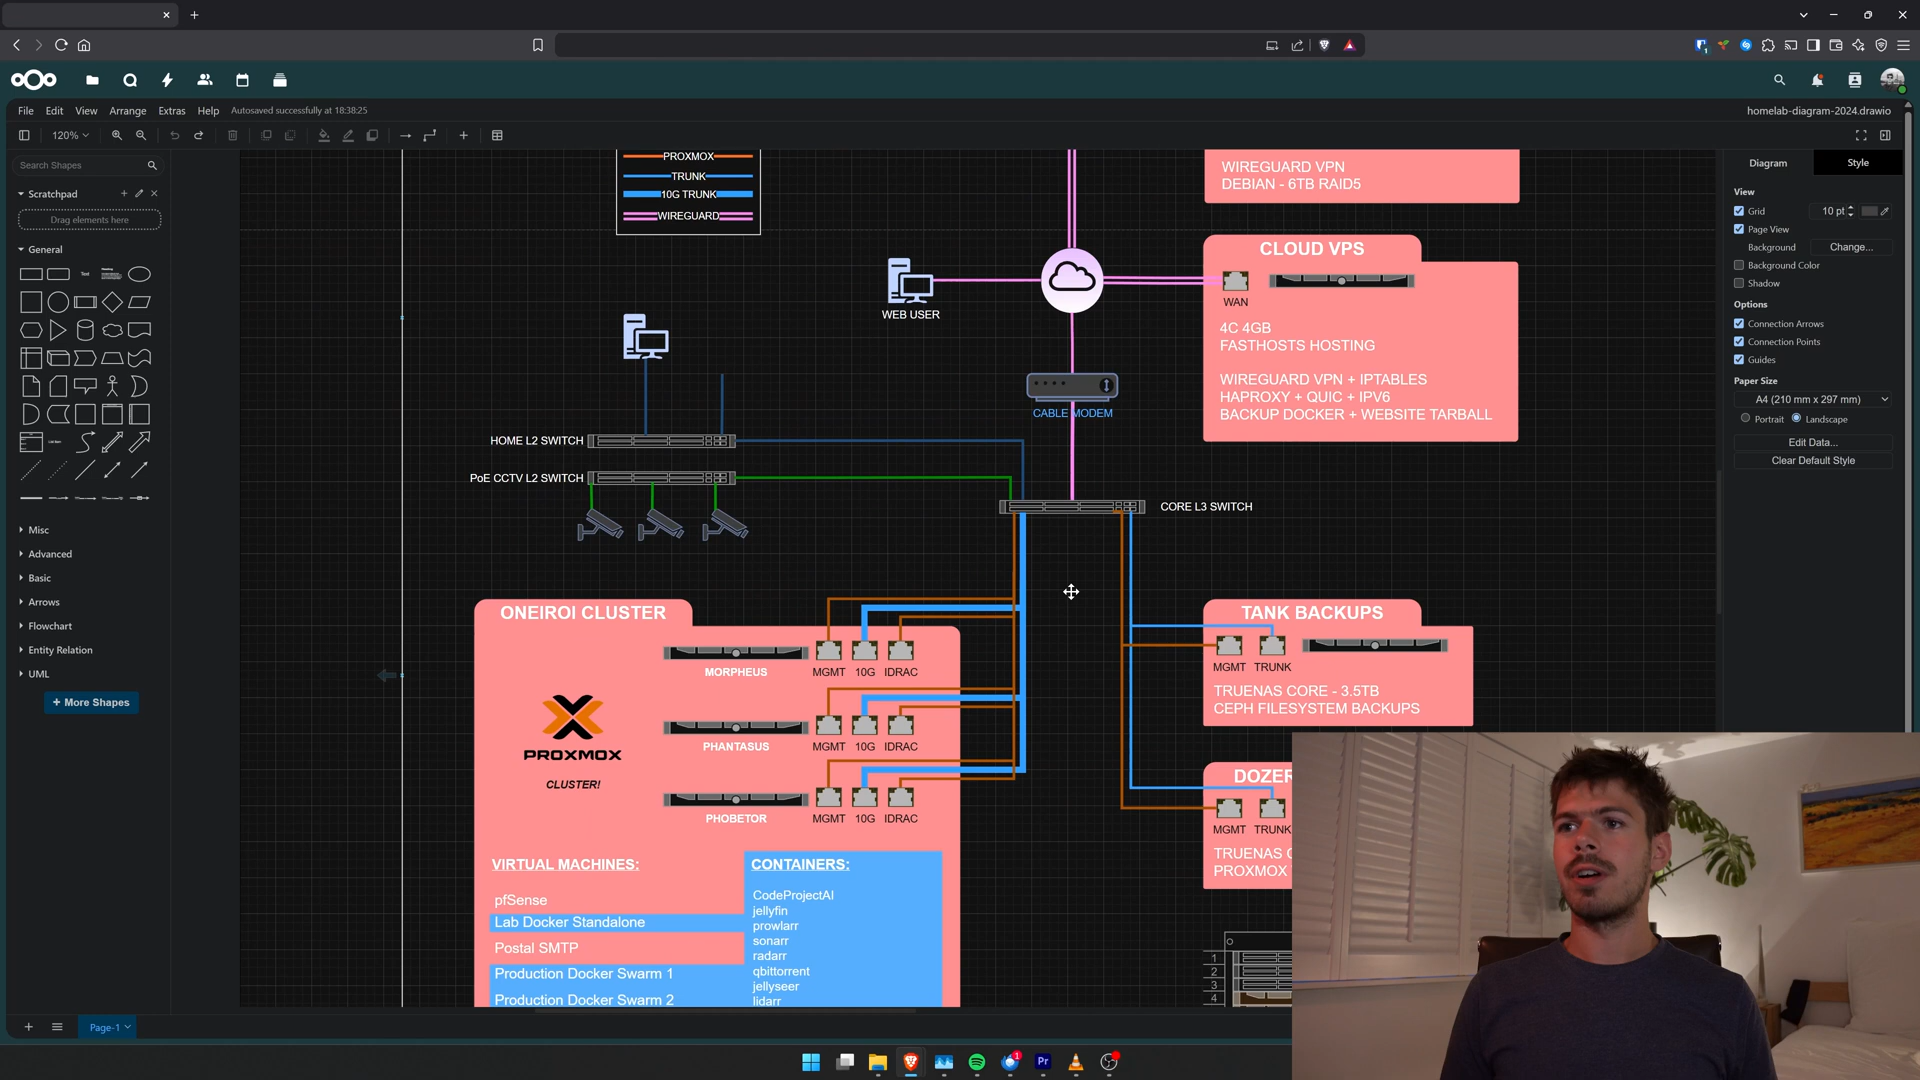 File Edit View Arrange Extras Help Autosaved successfully at 18:38:25
homelab-diagram-2024.drawio
120%
Search Shapes
Scratchpad
Drag elements here
General
Misc
Advanced
Basic
Arrows
Flowchart
Entity Relation
UML
+ More Shapes
PROXMOX
TRUNK
10G TRUNK
WIREGUARD
WIREGUARD VPN
DEBIAN - 6TB RAID5
CLOUD VPS
WAN
4C 4GB
FASTHOSTS HOSTING
WIREGUARD VPN + IPTABLES
HAPROXY + QUIC + IPV6
BACKUP DOCKER + WEBSITE TARBALL
WEB USER
CABLE MODEM
HOME L2 SWITCH
PoE CCTV L2 SWITCH
CORE L3 SWITCH
ONEIROI CLUSTER
MORPHEUS
MGMT 10G IDRAC
PROXMOX
CLUSTER!
PHANTASUS
MGMT 10G IDRAC
PHOBETOR
MGMT 10G IDRAC
VIRTUAL MACHINES:
pfSense
Lab Docker Standalone
Postal SMTP
Production Docker Swarm 1
Production Docker Swarm 2
CONTAINERS:
CodeProjectAI
jellyfin
prowlarr
sonarr
radarr
qbittorrent
jellyseer
lidarr
TANK BACKUPS
MGMT TRUNK
TRUENAS CORE - 3.5TB
CEPH FILESYSTEM BACKUPS
DOZER
MGMT TRUNK
TRUENAS C
PROXMOX
1
2
3
4
Diagram Style
View
Grid 10 pt
Page View
Background Change...
Background Color
Shadow
Options
Connection Arrows
Connection Points
Guides
Paper Size
A4 (210 mm x 297 mm)
Portrait Landscape
Edit Data...
Clear Default Style
Page-1
Pr
1